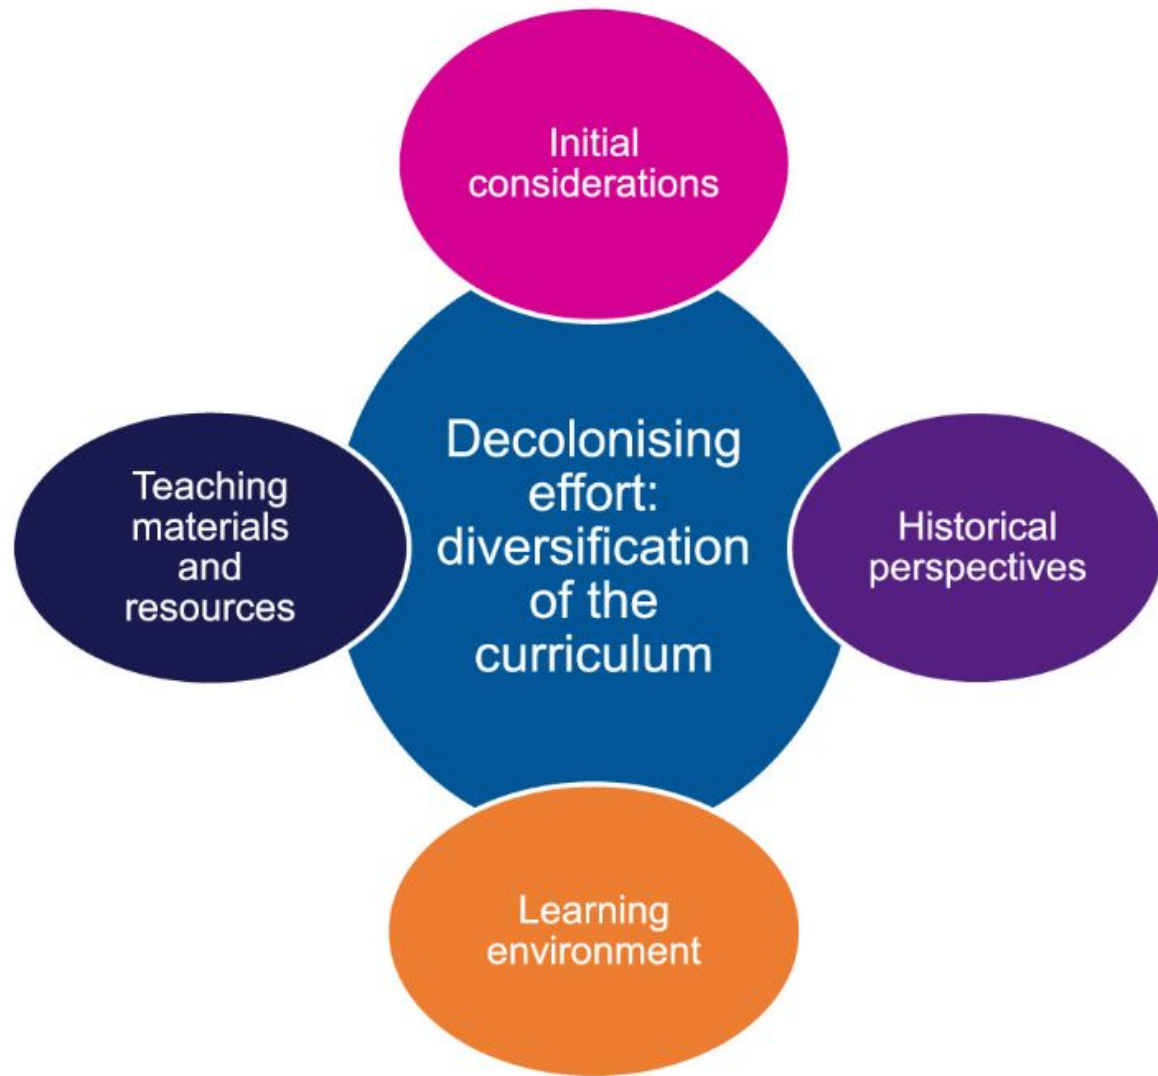 Initial
considerations
Teaching
materials
and
resources
Decolonising
effort:
diversification
of the
curriculum
Historical
perspectives
Learning
environment